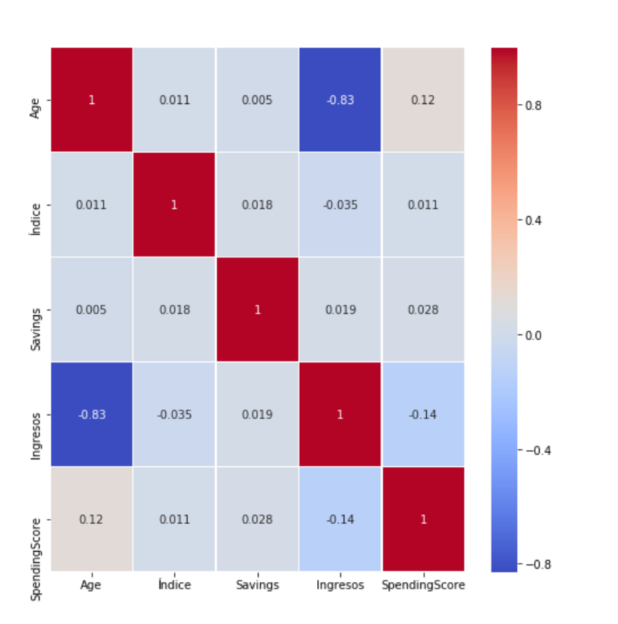 Age 1 0.011 0.005 -0.83 0.12
Índice 0.011 1 0.018 -0.035 0.011
Savings 0.005 0.018 1 0.019 0.028
Ingresos -0.83 -0.035 0.019 1 -0.14
SpendingScore 0.12 0.011 0.028 -0.14 1
Age Índice Savings Ingresos SpendingScore
0.8
0.4
0.0
−0.4
−0.8